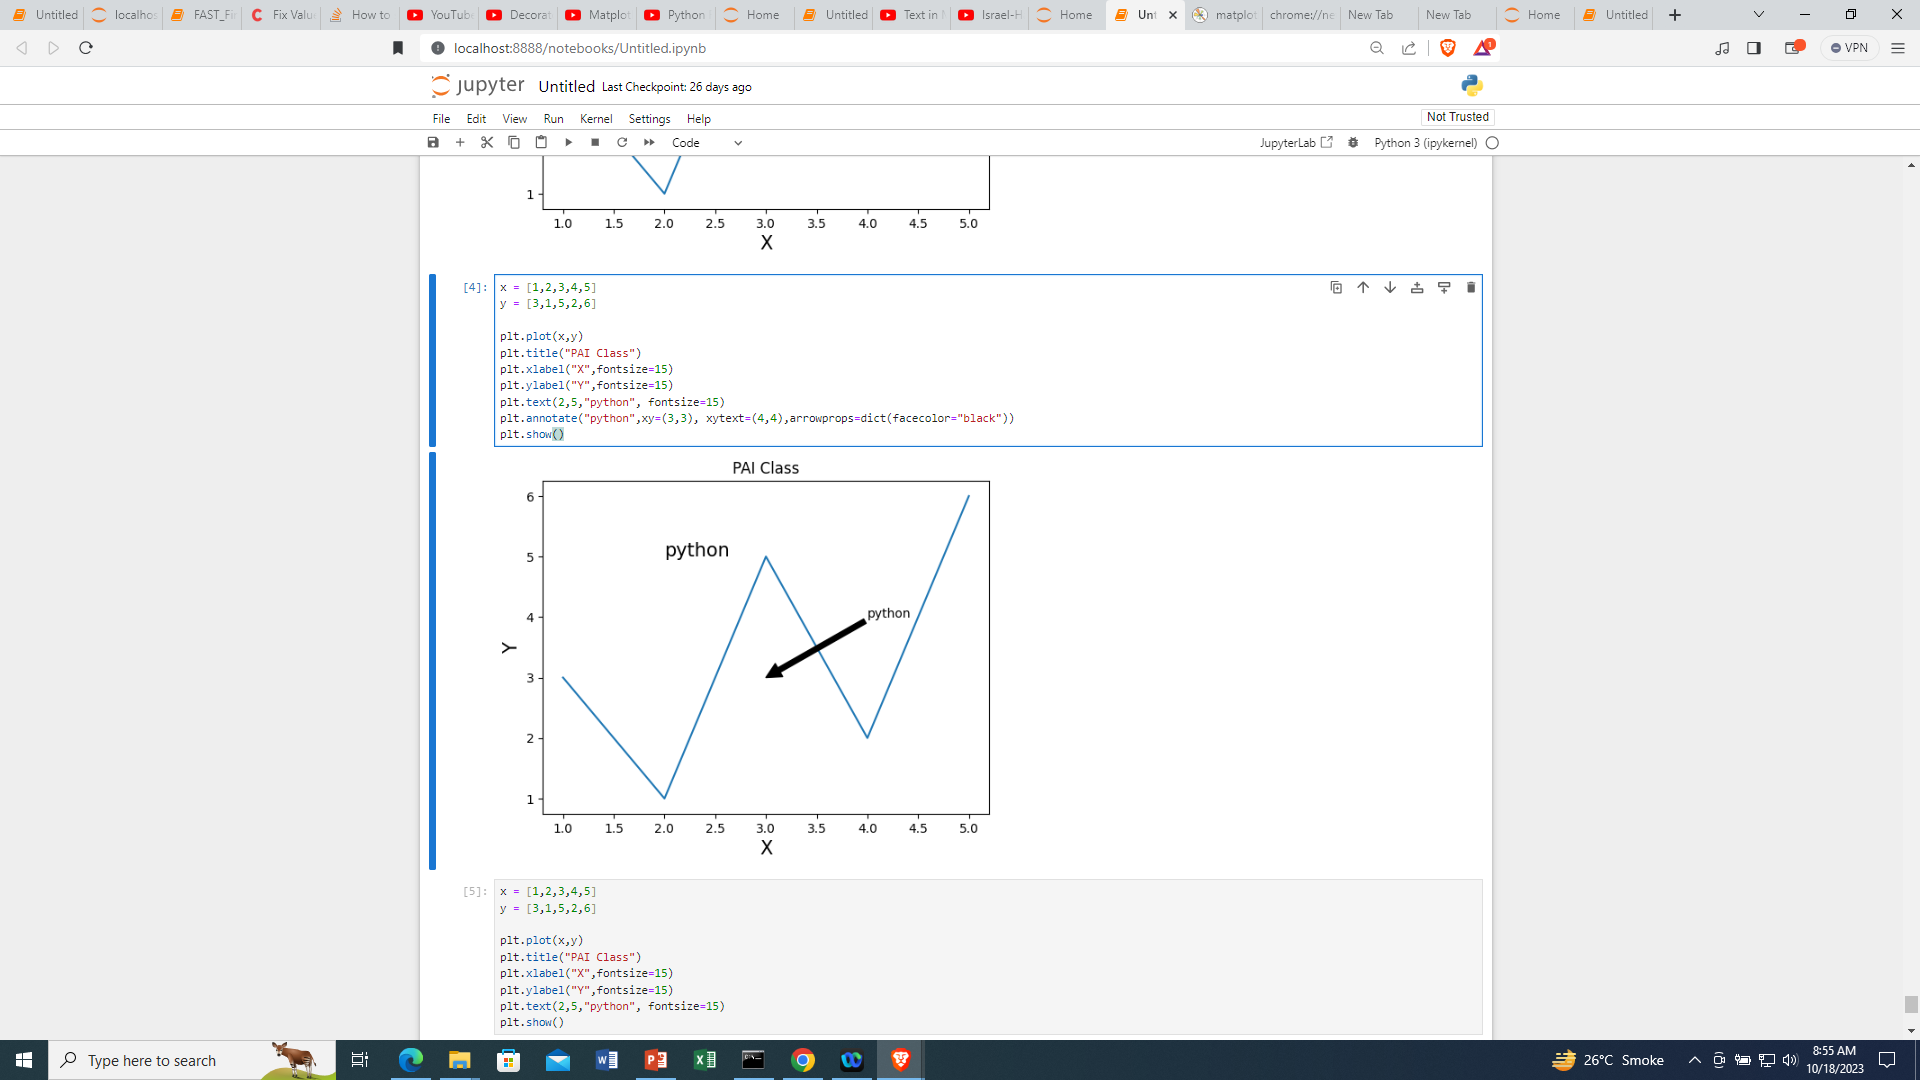 Untitled
localhos
FAST_Fi
Fix Valu
How to
YouTub
Decorat
Matplot
Python
Home
Untitled
Text in
Israel-H
Home
Unt
matplot
chrome://ne
New Tab
New Tab
Home
Untitled
localhost:8888/notebooks/Untitled.ipynb
1
VPN
jupyter Untitled Last Checkpoint: 26 days ago
File Edit View Run Kernel Settings Help
Not Trusted
Code
JupyterLab
Python 3 (ipykernel)
1
1.0 1.5 2.0 2.5 3.0 3.5 4.0 4.5 5.0
X
[4]:
x = [1,2,3,4,5]
y = [3,1,5,2,6]
plt.plot(x,y)
plt.title("PAI Class")
plt.xlabel("X",fontsize=15)
plt.ylabel("Y",fontsize=15)
plt.text(2,5,"python", fontsize=15)
plt.annotate("python",xy=(3,3), xytext=(4,4),arrowprops=dict(facecolor="black"))
plt.show()
PAI Class
6
python
5
python
4
Y
3
2
1
1.0 1.5 2.0 2.5 3.0 3.5 4.0 4.5 5.0
X
[5]:
x = [1,2,3,4,5]
y = [3,1,5,2,6]
plt.plot(x,y)
plt.title("PAI Class")
plt.xlabel("X",fontsize=15)
plt.ylabel("Y",fontsize=15)
plt.text(2,5,"python", fontsize=15)
plt.show()
Type here to search
26°C Smoke
8:55 AM
10/18/2023